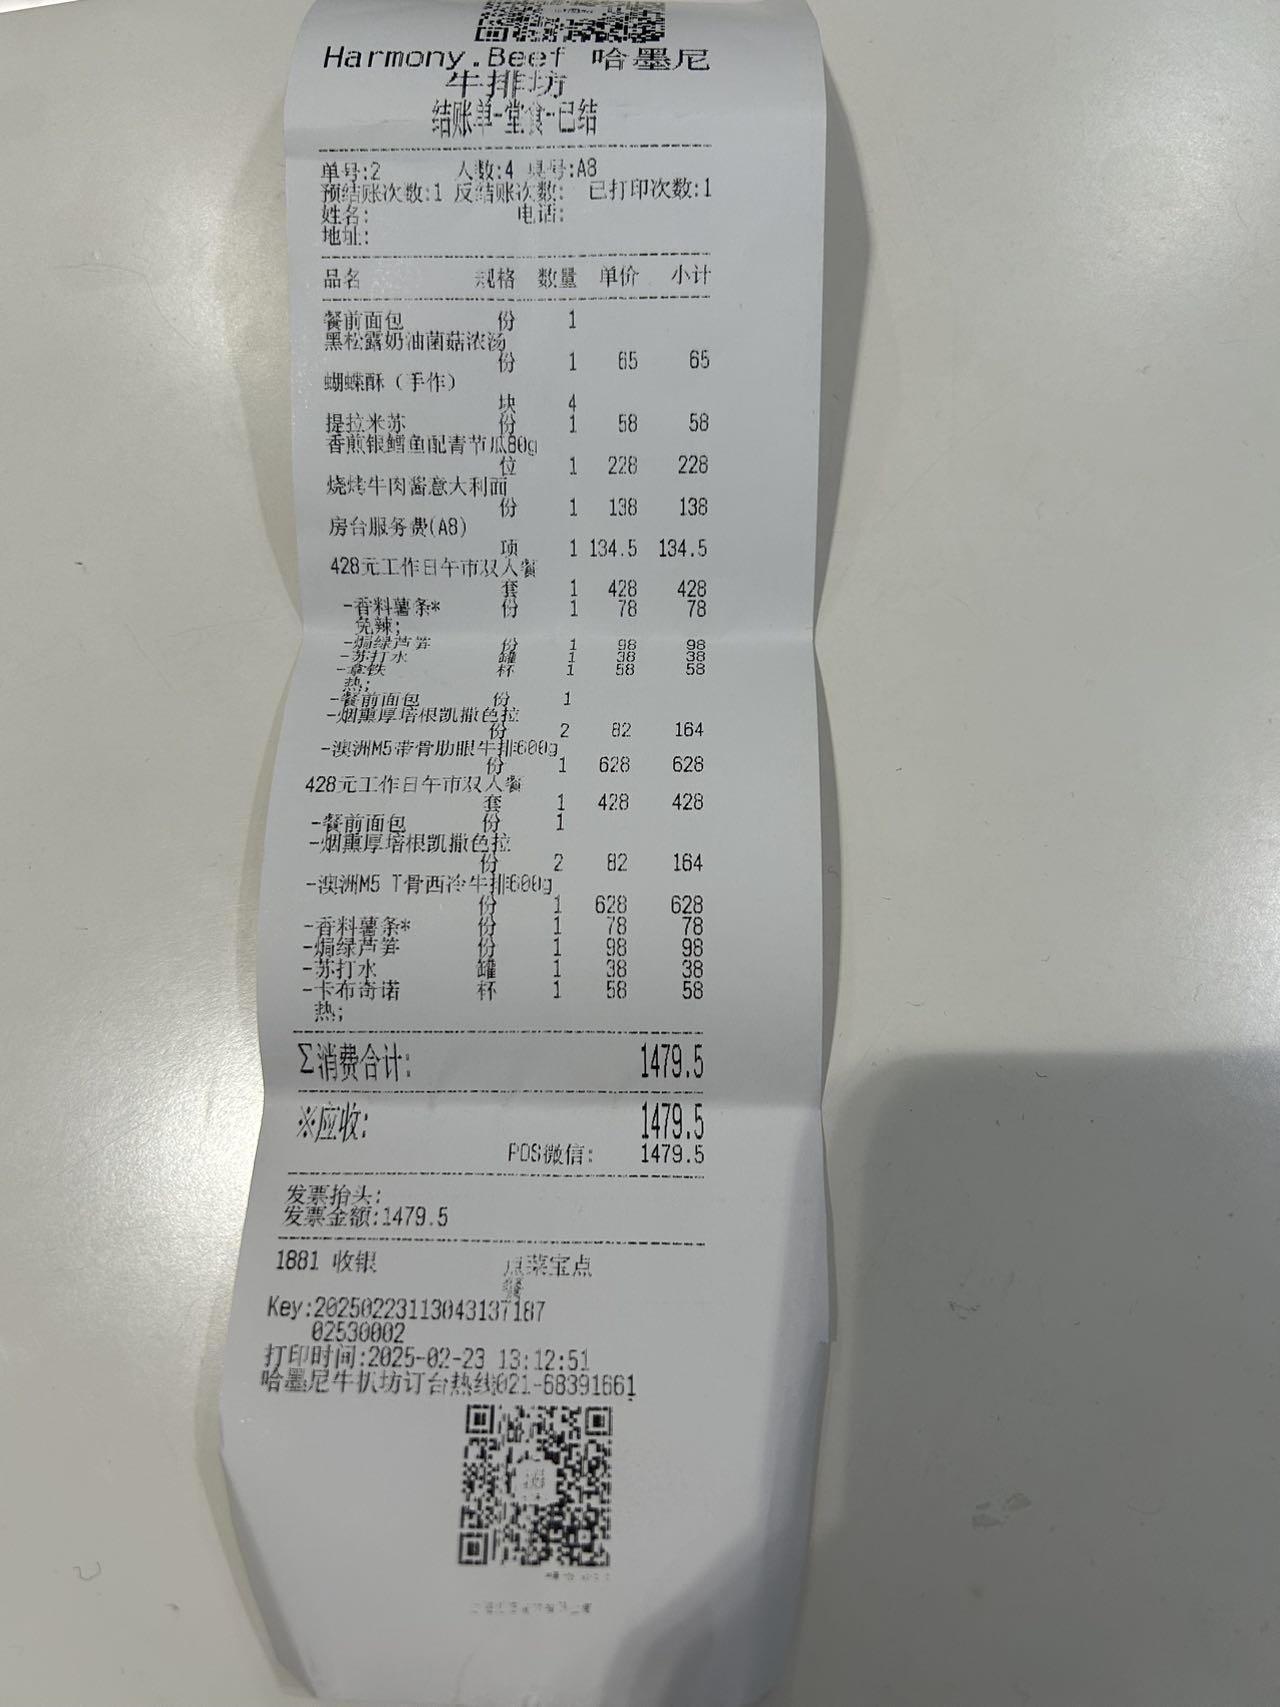 Harmony.Beef 哈墨尼
牛排坊
结账单-堂食-已结
单号:2 人数:4 桌号:A8
预结账次数:1 反结账次数: 已打印次数:1
姓名: 电话:
地址:
品名 规格 数量 单价 小计
餐前面包 份 1
黑松露奶油菌菇浓汤
份 1 65 65
蝴蝶酥（手作）
块 4
提拉米苏 份 1 58 58
香煎银鳕鱼配青节瓜80g
位 1 228 228
烧烤牛肉酱意大利面
份 1 138 138
房台服务费(A8)
项 1 134.5 134.5
428元工作日午市双人餐
套 1 428 428
-香料薯条* 份 1 78 78
免辣;
-焗绿芦笋 份 1 98 98
-苏打水 罐 1 38 38
-拿铁 杯 1 58 58
热;
-餐前面包 份 1
-烟熏厚培根凯撒色拉
份 2 82 164
-澳洲M5带骨肋眼牛排600g
份 1 628 628
428元工作日午市双人餐
套 1 428 428
-餐前面包 份 1
-烟熏厚培根凯撒色拉
份 2 82 164
-澳洲M5 T骨西冷牛排600g
份 1 628 628
-香料薯条* 份 1 78 78
-焗绿芦笋 份 1 98 98
-苏打水 罐 1 38 38
-卡布奇诺 杯 1 58 58
热;
Σ消费合计: 1479.5
※应收: 1479.5
POS微信: 1479.5
发票抬头:
发票金额:1479.5
1881 收银 点菜宝点
餐
Key:20250223113043137187
02530002
打印时间:2025-02-23 13:12:51
哈墨尼牛扒坊订台热线021-68391661